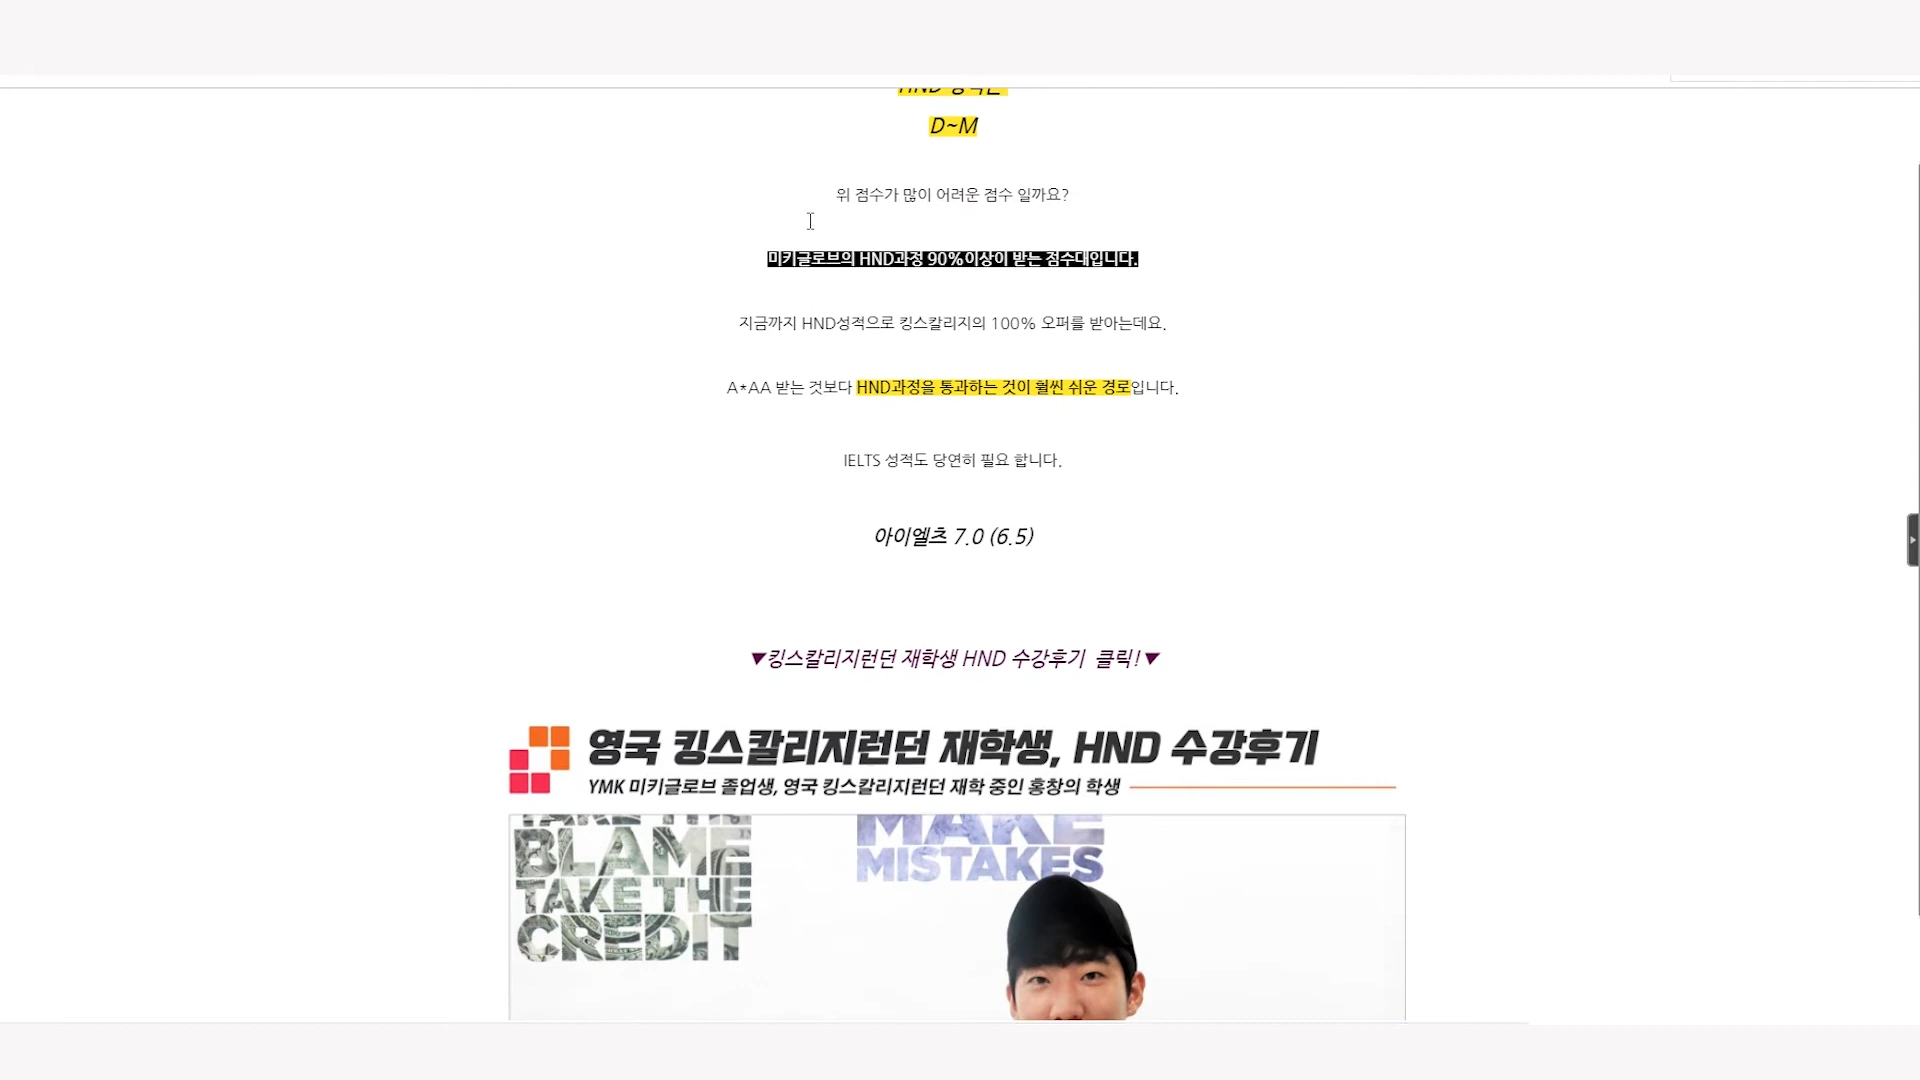 HND 성적은
D~M
위 점수가 많이 어려운 점수 일까요?
미키글로브의 HND과정 90%이상이 받는 점수대입니다.
지금까지 HND성적으로 킹스칼리지의 100% 오퍼를 받아는데요.
A*AA 받는 것보다 HND과정을 통과하는 것이 훨씬 쉬운 경로입니다.
IELTS 성적도 당연히 필요 합니다.
아이엘츠 7.0 (6.5)
▼킹스칼리지런던 재학생 HND 수강후기 클릭!▼
영국 킹스칼리지런던 재학생, HND 수강후기
YMK 미키글로브 졸업생, 영국 킹스칼리지런던 재학 중인 홍창의 학생
TAKE THE
BLAME
TAKE THE
CREDIT
MAKE
MISTAKES